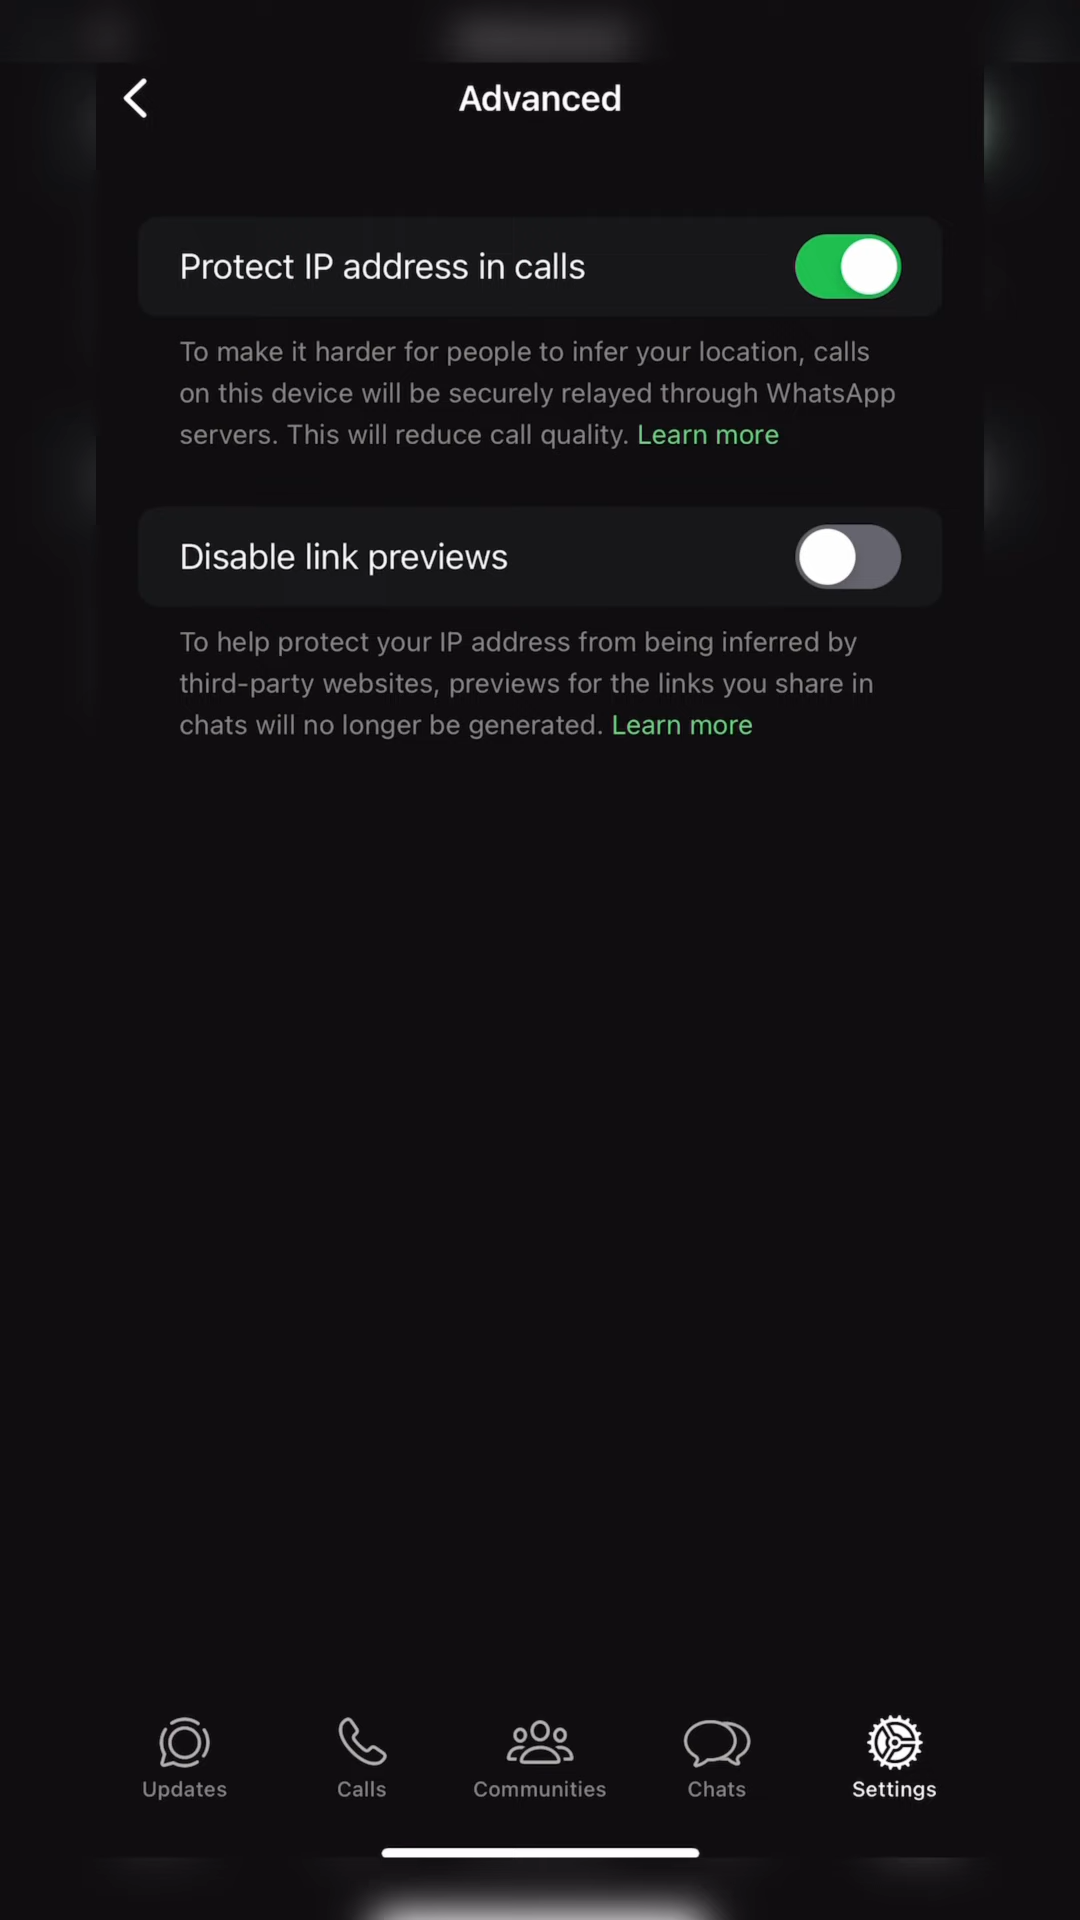 Advanced
Protect IP address in calls
To make it harder for people to infer your location, calls
on this device will be securely relayed through WhatsApp
servers. This will reduce call quality. Learn more
Disable link previews
To help protect your IP address from being inferred by
third-party websites, previews for the links you share in
chats will no longer be generated. Learn more
Updates
Calls
Communities
Chats
Settings